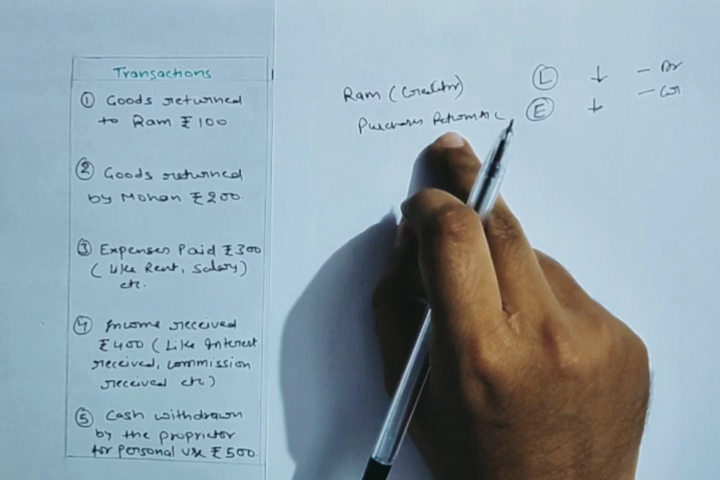 Transactions
① Goods returned
to Ram ₹100
② Goods returned
by Mohan ₹200.
③ Expenses Paid ₹300
(Like Rent, Salary)
etc.
④ Income received
₹400 (Like Interest
received, commission
received etc)
⑤ Cash withdrawn
by the proprietor
for personal use ₹500.
Ram (Creditor) Ⓛ ↓ - Dr
Purchases Return A/c Ⓔ ↓ - Cr.